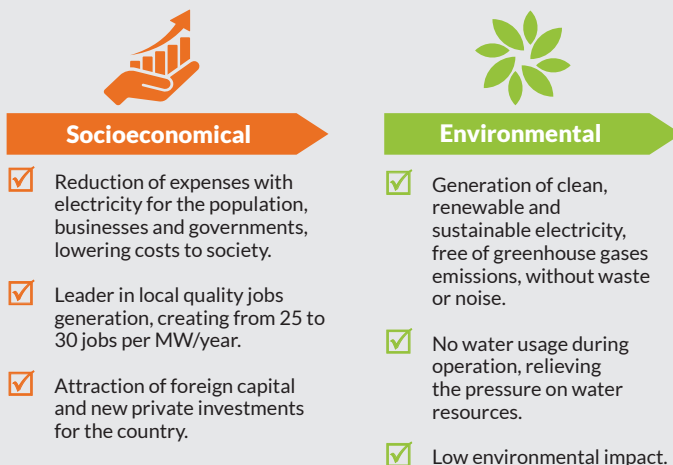 Socioeconomical
Reduction of expenses with
electricity for the population,
businesses and governments,
lowering costs to society.
Leader in local quality jobs
generation, creating from 25 to
30 jobs per MW/year.
Attraction of foreign capital
and new private investments
for the country.
Environmental
Generation of clean,
renewable and
sustainable electricity,
free of greenhouse gases
emissions, without waste
or noise.
No water usage during
operation, relieving
the pressure on water
resources.
Low environmental impact.